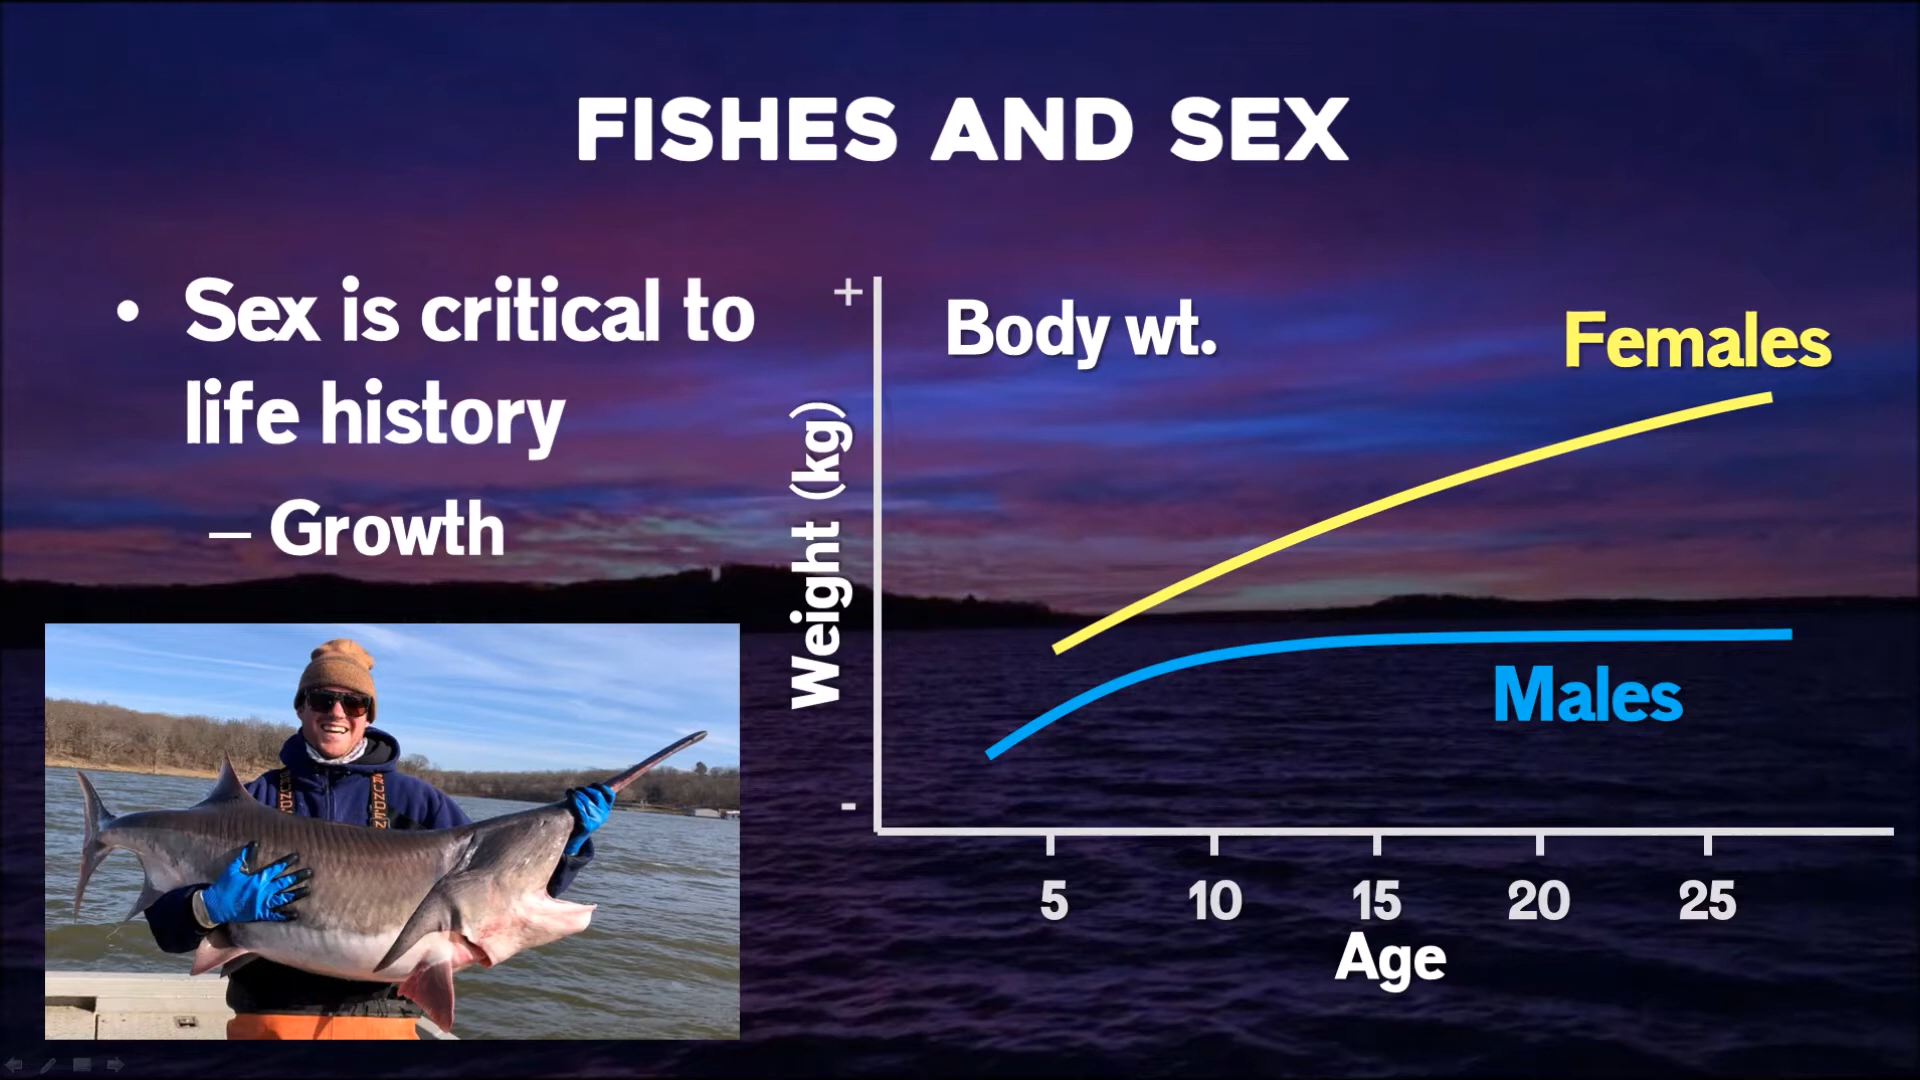 FISHES AND SEX
• Sex is critical to
life history
– Growth
+
Body wt.
Females
Weight (kg)
Males
-
5 10 15 20 25
Age